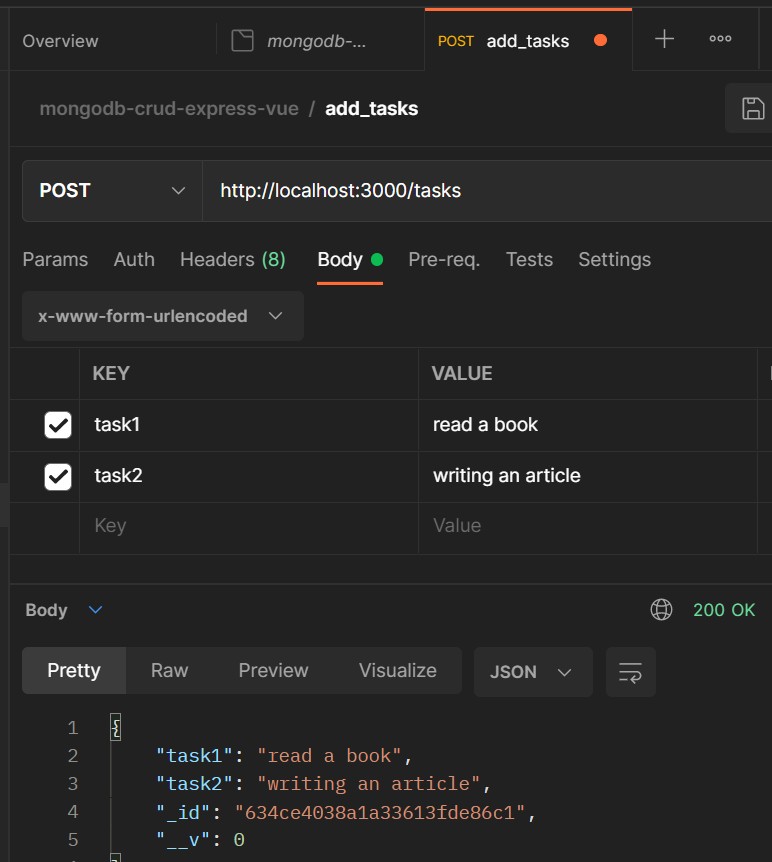 Overview mongodb-... POST add_tasks
mongodb-crud-express-vue / add_tasks
POST http://localhost:3000/tasks
Params Auth Headers (8) Body Pre-req. Tests Settings
x-www-form-urlencoded
KEY VALUE
task1 read a book
task2 writing an article
Key Value
Body 200 OK
Pretty Raw Preview Visualize JSON
1 {
2 "task1": "read a book",
3 "task2": "writing an article",
4 "_id": "634ce4038a1a33613fde86c1",
5 "__v": 0